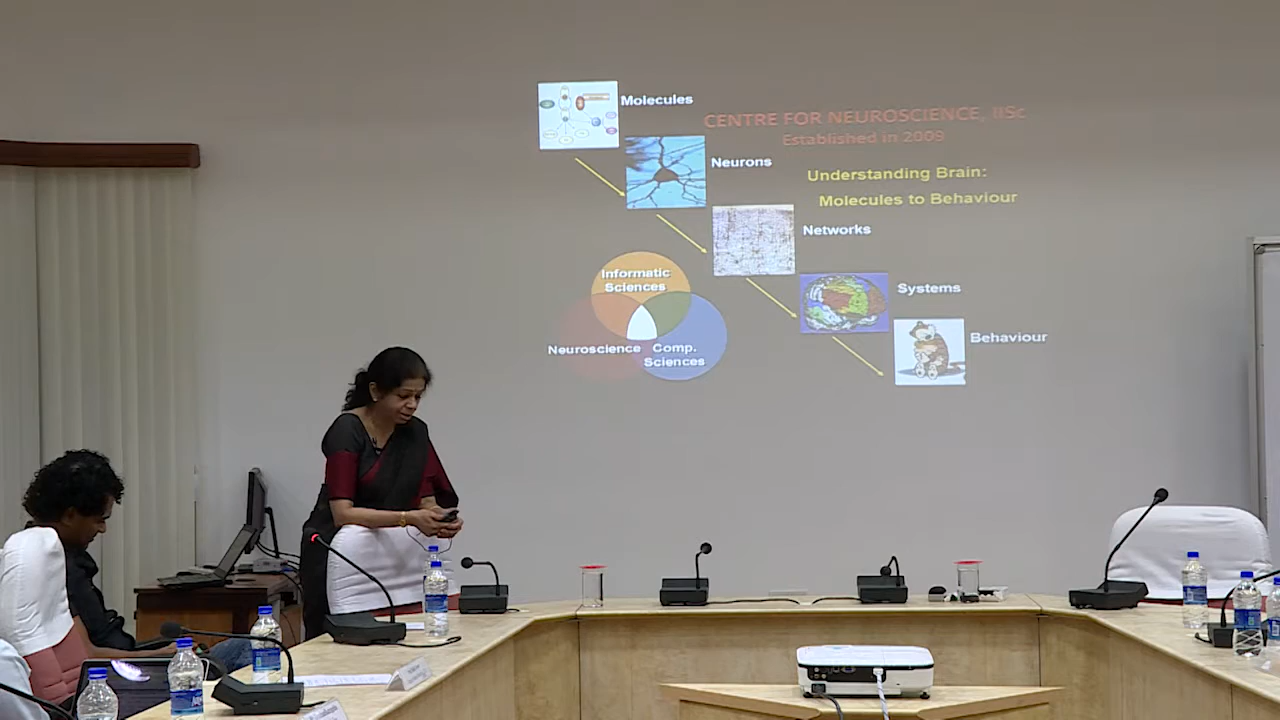 Molecules
CENTRE FOR NEUROSCIENCE, IISc
Established in 2009
Neurons
Understanding Brain:
Molecules to Behaviour
Networks
Informatic
Sciences
Systems
Neuroscience
Comp.
Sciences
Behaviour